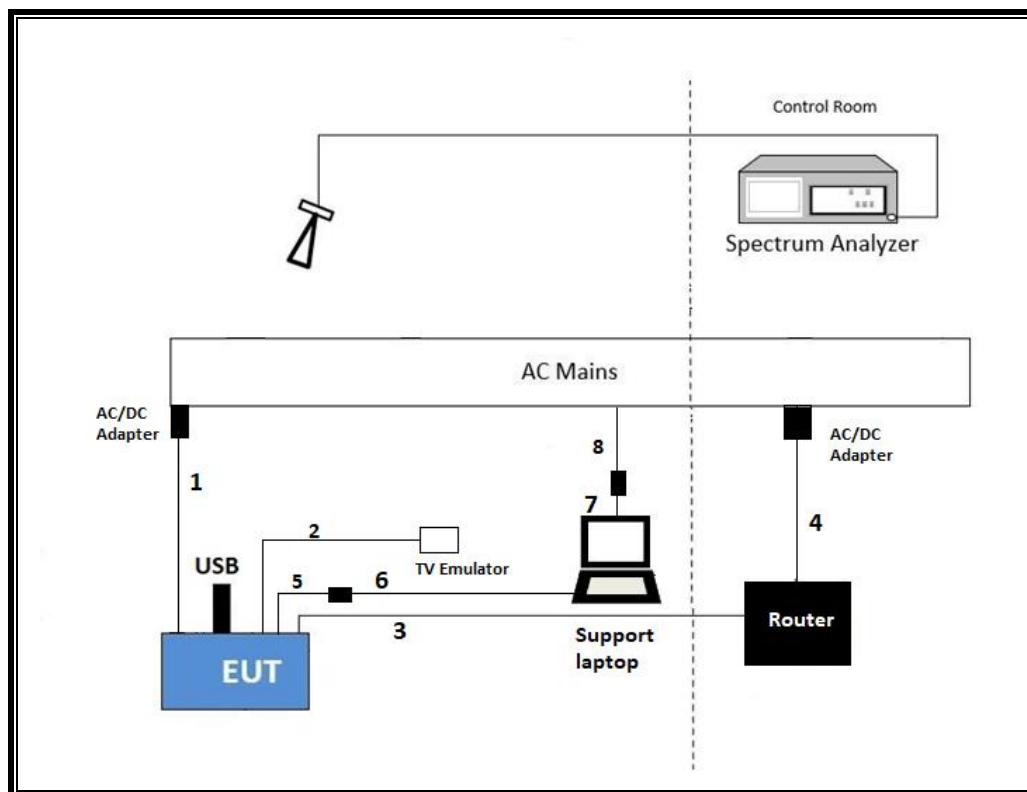 Control Room
Spectrum Analyzer
AC Mains
AC/DC
Adapter
AC/DC
Adapter
8
1
7
4
2
USB
TV Emulator
5
6
3
Router
Support
laptop
EUT